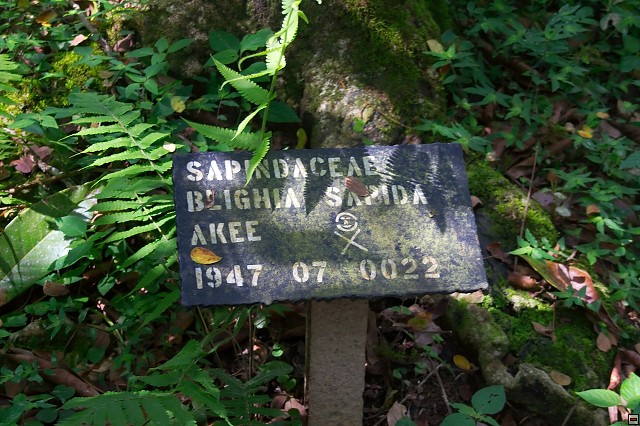 SAPINDACEAE
BLIGHIA SAPIDA
AKEE
1947 07 0022